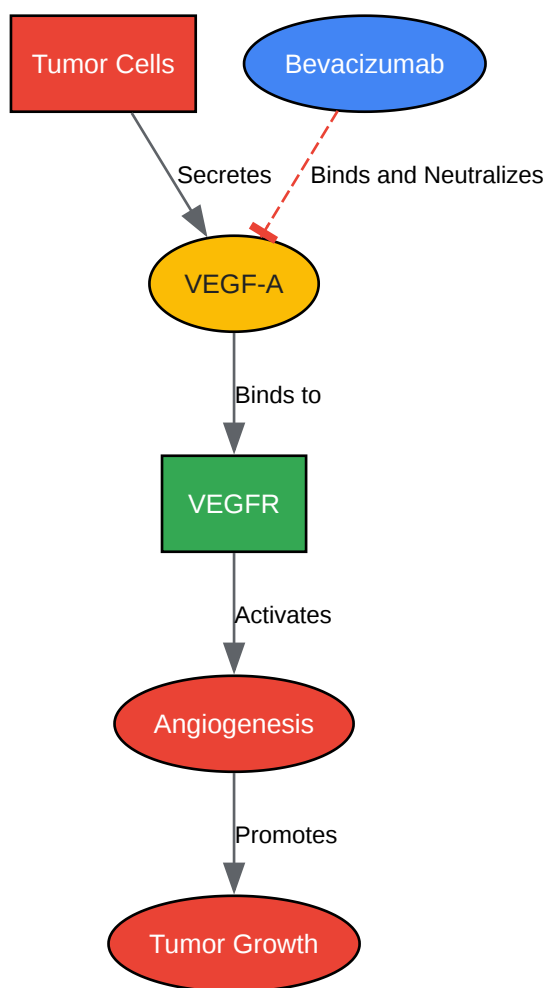 Tumor Cells
Bevacizumab
Secretes
Binds and Neutralizes
VEGF-A
Binds to
VEGFR
Activates
Angiogenesis
Promotes
Tumor Growth